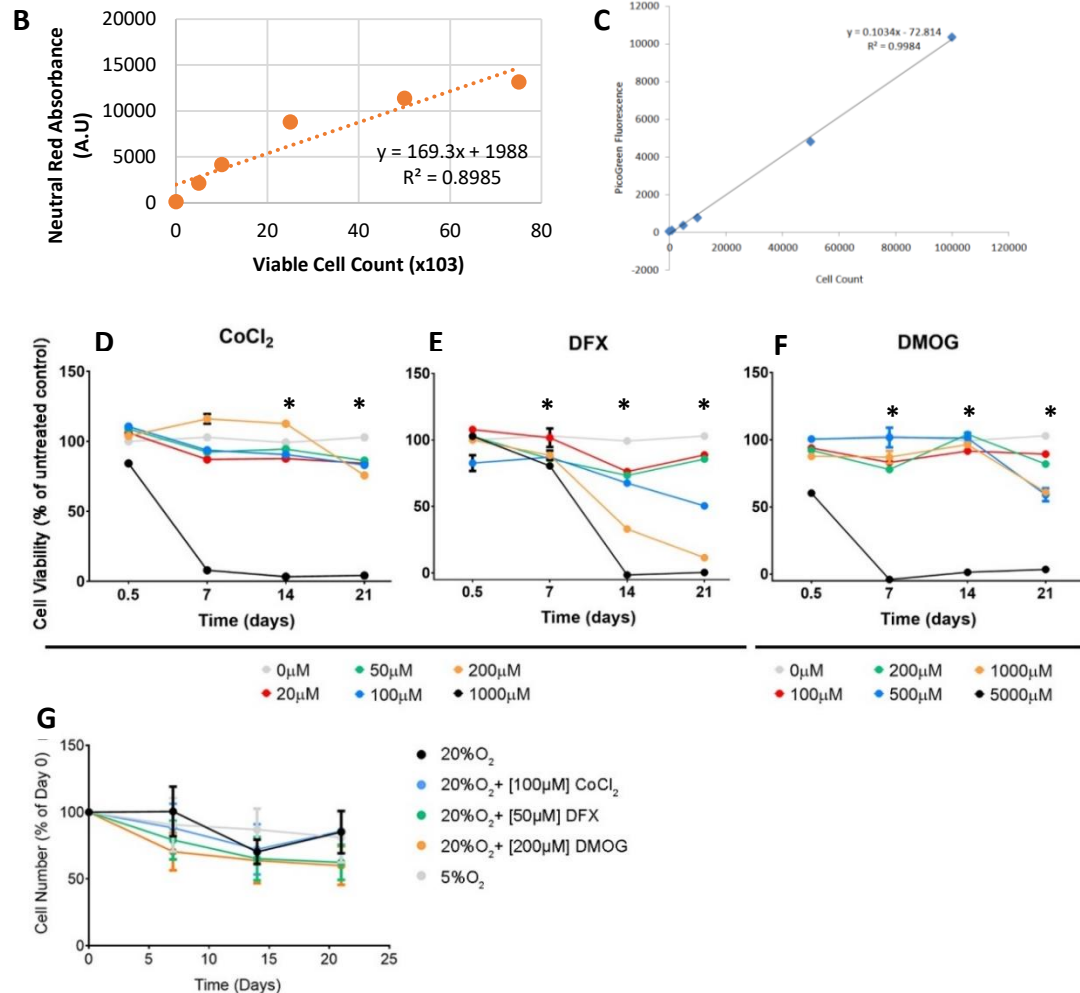 B
20000
15000
10000
5000
0
Neutral Red Absorbance
(A.U)
y = 169.3x + 1988
R² = 0.8985
0 20 40 60 80
Viable Cell Count (x103)
C
12000
10000
8000
6000
4000
2000
0
-2000
PicoGreen Fluorescence
y = 0.1034x - 72.814
R² = 0.9984
0 20000 40000 60000 80000 100000 120000
Cell Count
D
CoCl₂
Cell Viability (% of untreated control)
150
100
50
0
* *
0.5 7 14 21
Time (days)
E
DFX
150
100
50
0
* * *
0.5 7 14 21
Time (days)
F
DMOG
150
100
50
0
* * *
0.5 7 14 21
Time (days)
0μM 50μM 200μM
20μM 100μM 1000μM
0μM 200μM 1000μM
100μM 500μM 5000μM
G
Cell Number (% of Day 0)
150
100
50
0
0 5 10 15 20 25
Time (Days)
20%O₂
20%O₂+ [100μM] CoCl₂
20%O₂+ [50μM] DFX
20%O₂+ [200μM] DMOG
5%O₂